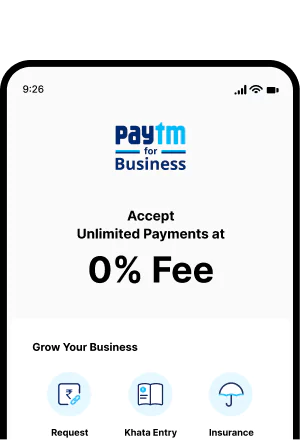 9:26
paytm
for
Business
Accept
Unlimited Payments at
0% Fee
Grow Your Business
₹
Request
Khata Entry
Insurance